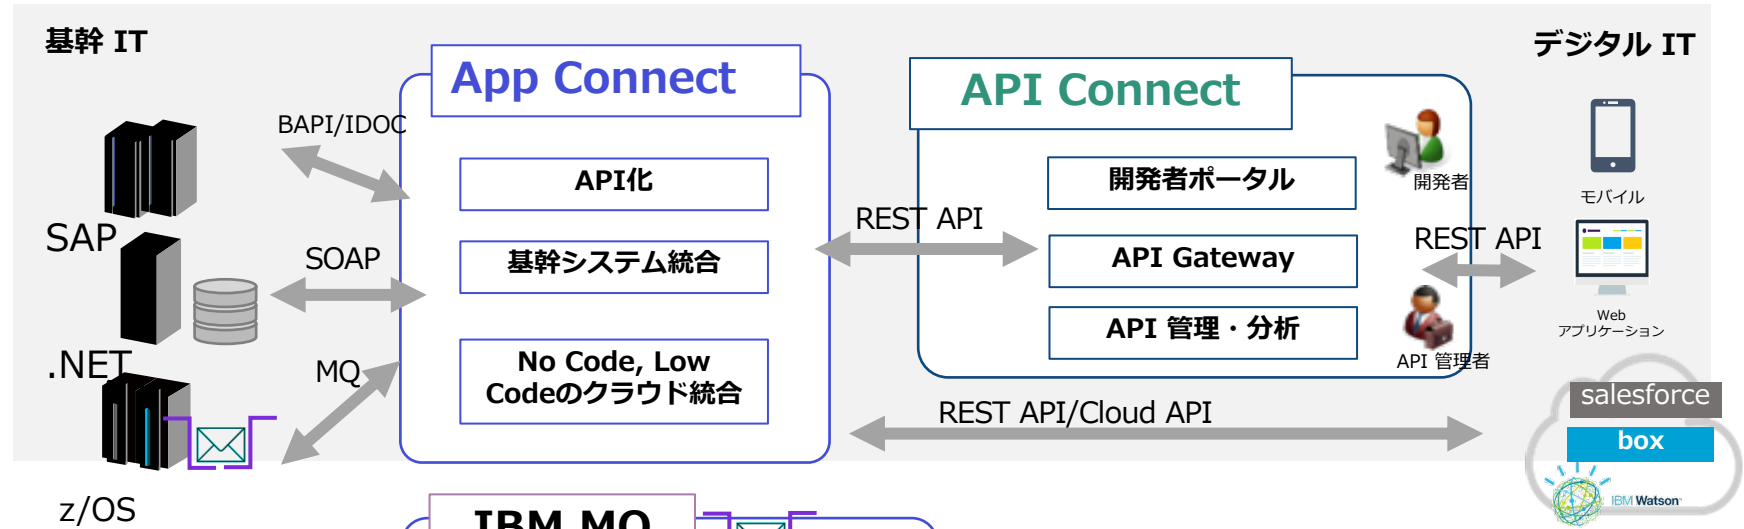 基幹 IT
デジタル IT
App Connect
API Connect
BAPI/IDOC
API化
開発者ポータル
開発者
モバイル
SAP
REST API
REST API
SOAP
基幹システム統合
API Gateway
Web
アプリケーション
API 管理・分析
.NET
MQ
No Code, Low
Codeのクラウド統合
API 管理者
REST API/Cloud API
salesforce
box
IBM Watson
z/OS
IBM MQ